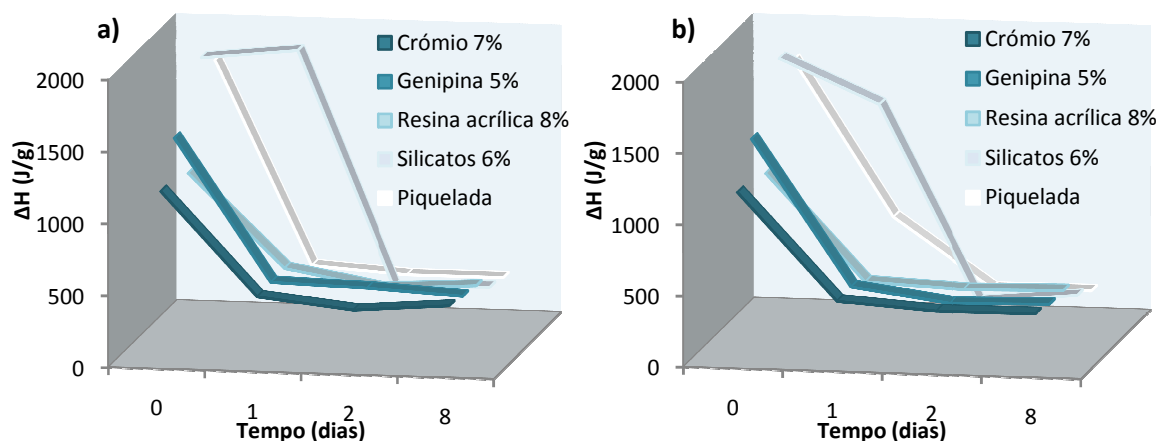 a)
2000
1500
1000
500
0
ΔH (J/g)
Crómio 7%
Genipina 5%
Resina acrílica 8%
Silicatos 6%
Piquelada
0
1
2
8
Tempo (dias)
b)
2000
1500
1000
500
0
ΔH (J/g)
Crómio 7%
Genipina 5%
Resina acrílica 8%
Silicatos 6%
Piquelada
0
1
2
8
Tempo (dias)